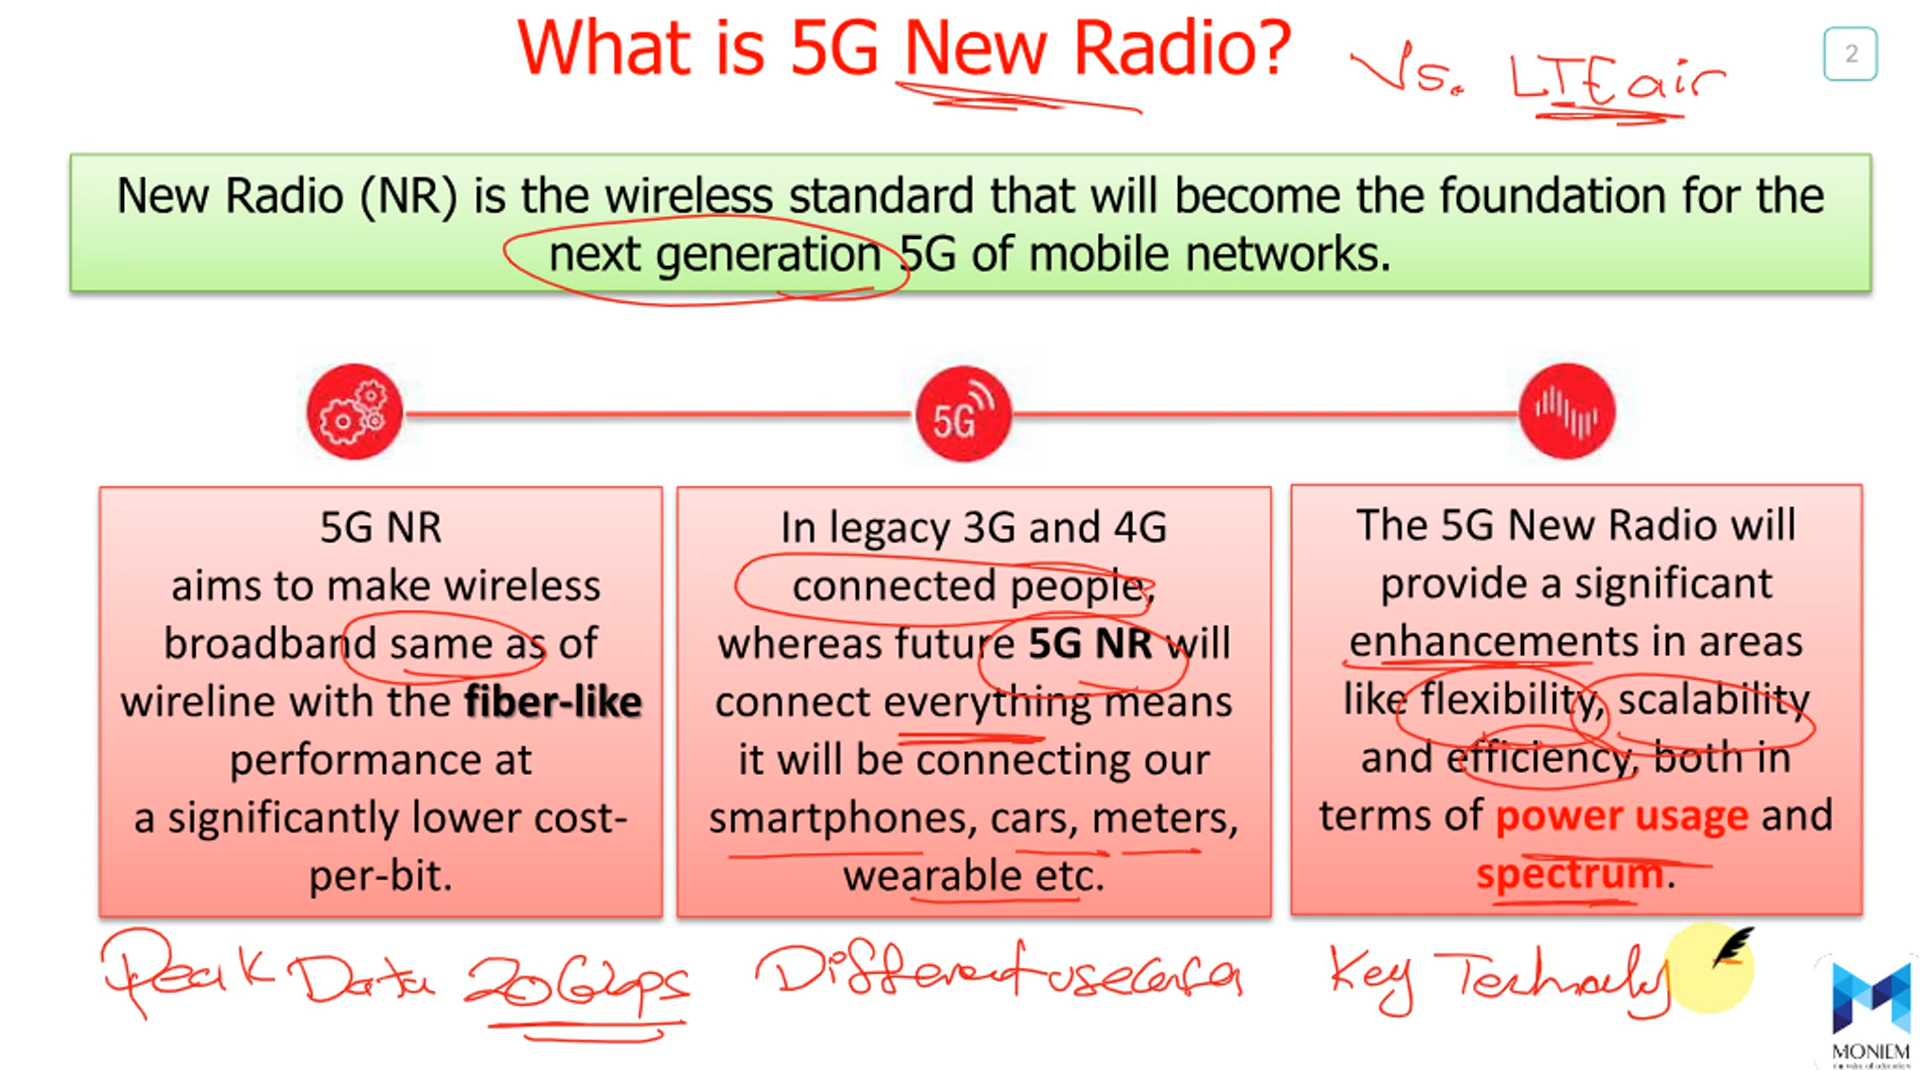 What is 5G New Radio?
Vs. LTE air
2
New Radio (NR) is the wireless standard that will become the foundation for the
next generation 5G of mobile networks.
5G
5G NR
aims to make wireless
broadband same as of
wireline with the fiber-like
performance at
a significantly lower cost-
per-bit.
In legacy 3G and 4G
connected people,
whereas future 5G NR will
connect everything means
it will be connecting our
smartphones, cars, meters,
wearable etc.
The 5G New Radio will
provide a significant
enhancements in areas
like flexibility, scalability
and efficiency, both in
terms of power usage and
spectrum.
Peak Data 20Gbps
Different
Key
MONIEM